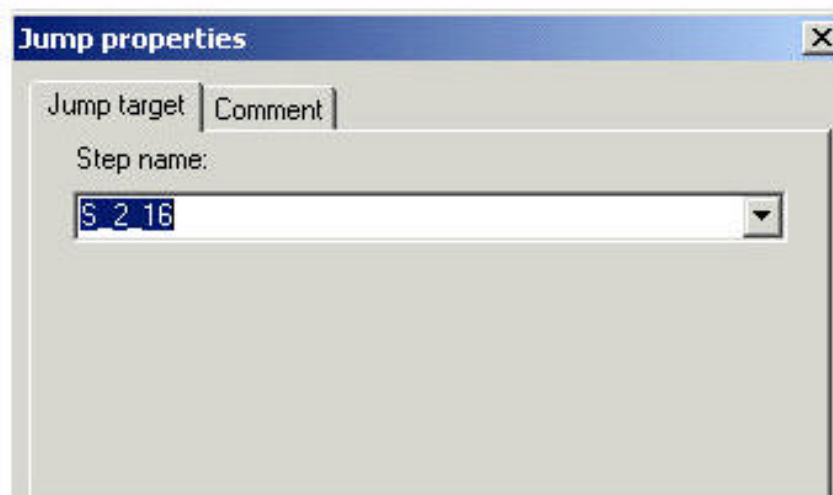 Jump properties
Jump target Comment
Step name:
S_2_16